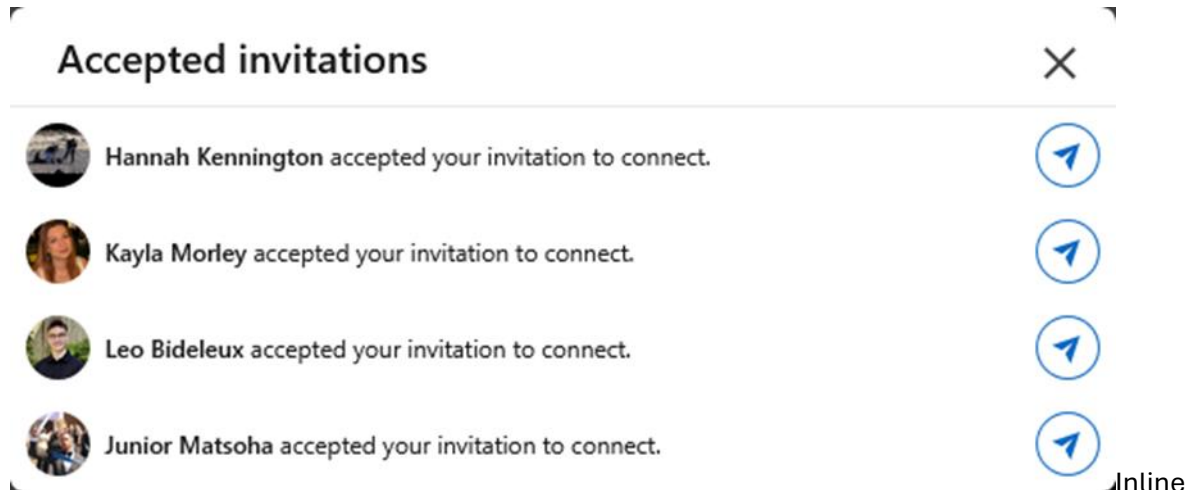 Accepted invitations
Hannah Kennington accepted your invitation to connect.
Kayla Morley accepted your invitation to connect.
Leo Bideleux accepted your invitation to connect.
Junior Matsoha accepted your invitation to connect.
Inline